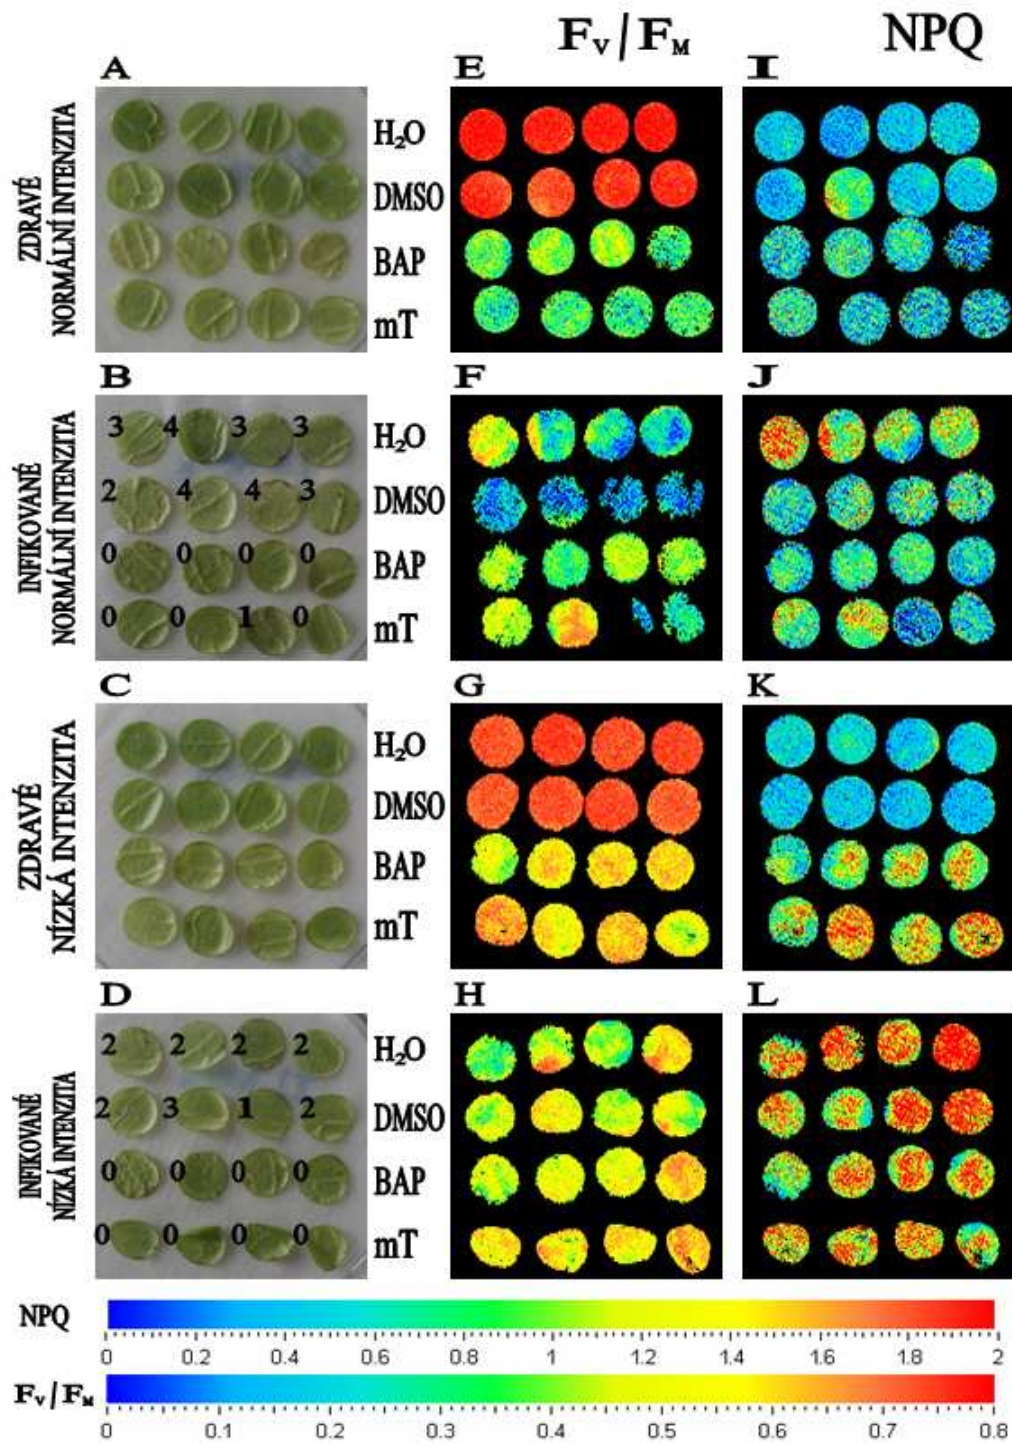 Fᵥ/Fₘ NPQ
A E I
ZDRAVÉ
NORMÁLNÍ INTENZITA
H₂O
DMSO
BAP
mT
B F J
INFIKOVANÉ
NORMÁLNÍ INTENZITA
3 4 3 3 H₂O
2 4 4 3 DMSO
0 0 0 0 BAP
0 0 1 0 mT
C G K
ZDRAVÉ
NÍZKÁ INTENZITA
H₂O
DMSO
BAP
mT
D H L
INFIKOVANÉ
NÍZKÁ INTENZITA
2 2 2 2 H₂O
2 3 1 2 DMSO
0 0 0 0 BAP
0 0 0 0 mT
NPQ
0 0.2 0.4 0.6 0.8 1 1.2 1.4 1.6 1.8 2
Fᵥ/Fₘ
0 0.1 0.2 0.3 0.4 0.5 0.6 0.7 0.8